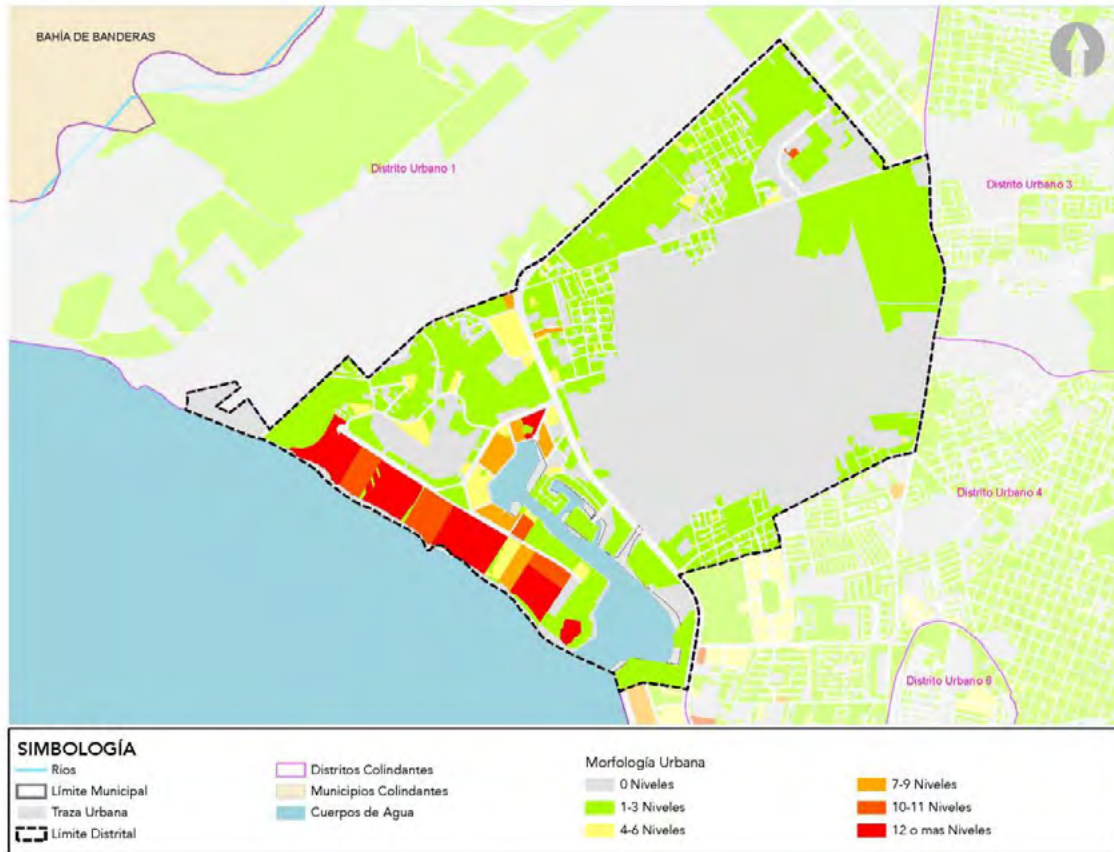 BAHÍA DE BANDERAS
Distrito Urbano 1
Distrito Urbano 3
Distrito Urbano 4
Distrito Urbano 6
SIMBOLOGÍA
Ríos
Límite Municipal
Traza Urbana
Límite Distrital
Distritos Colindantes
Municipios Colindantes
Cuerpos de Agua
Morfología Urbana
0 Niveles
1-3 Niveles
4-6 Niveles
7-9 Niveles
10-11 Niveles
12 o mas Niveles